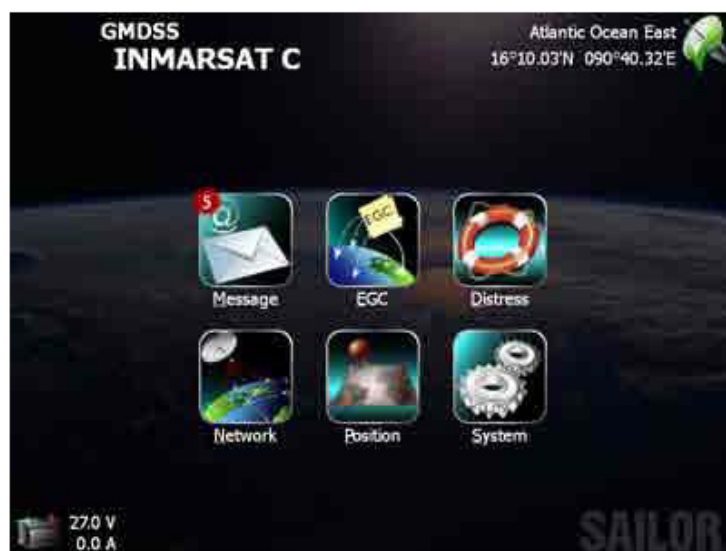 GMDSS
INMARSAT C
Atlantic Ocean East
16°10.03'N 090°40.32'E
5
@
EGC
Message
EGC
Distress
Network
Position
System
27.0 V
0.0 A
SAILOR